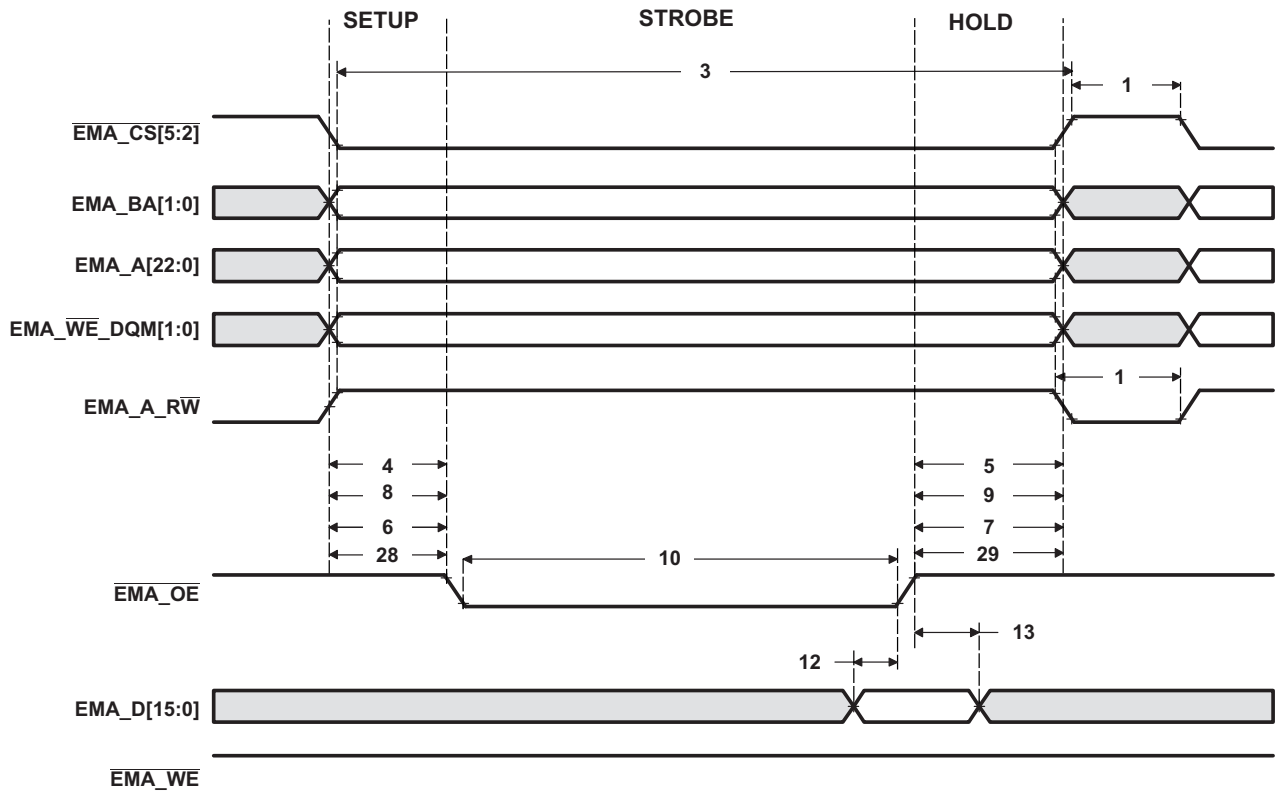 SETUP STROBE HOLD
3
1
EMA_CS[5:2]
EMA_BA[1:0]
EMA_A[22:0]
EMA_WE_DQM[1:0]
1
EMA_A_RW
4 5
8 9
6 7
28 10 29
EMA_OE
13
12
EMA_D[15:0]
EMA_WE